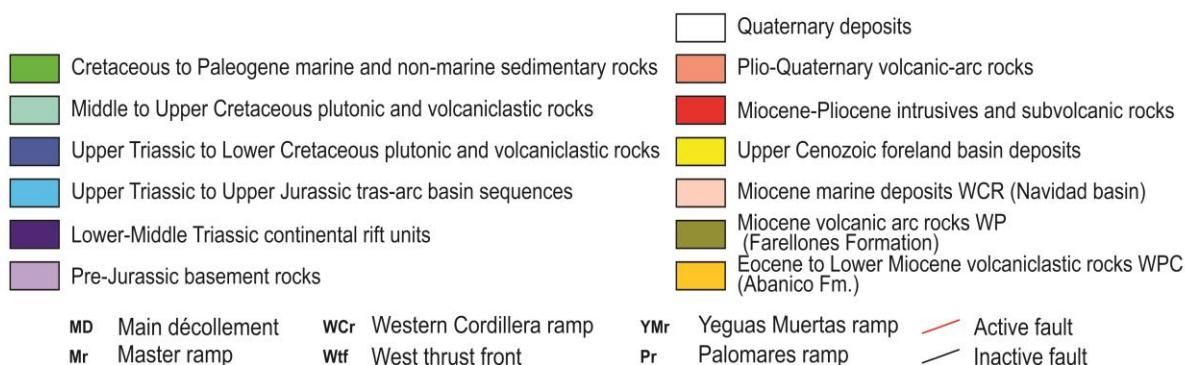 Quaternary deposits
Cretaceous to Paleogene marine and non-marine sedimentary rocks
Middle to Upper Cretaceous plutonic and volcaniclastic rocks
Upper Triassic to Lower Cretaceous plutonic and volcaniclastic rocks
Upper Triassic to Upper Jurassic tras-arc basin sequences
Lower-Middle Triassic continental rift units
Pre-Jurassic basement rocks
Plio-Quaternary volcanic-arc rocks
Miocene-Pliocene intrusives and subvolcanic rocks
Upper Cenozoic foreland basin deposits
Miocene marine deposits WCR (Navidad basin)
Miocene volcanic arc rocks WP
(Farellones Formation)
Eocene to Lower Miocene volcaniclastic rocks WPC
(Abanico Fm.)
MD Main décollement WCr Western Cordillera ramp YMr Yeguas Muertas ramp Active fault
Mr Master ramp Wtf West thrust front Pr Palomares ramp Inactive fault